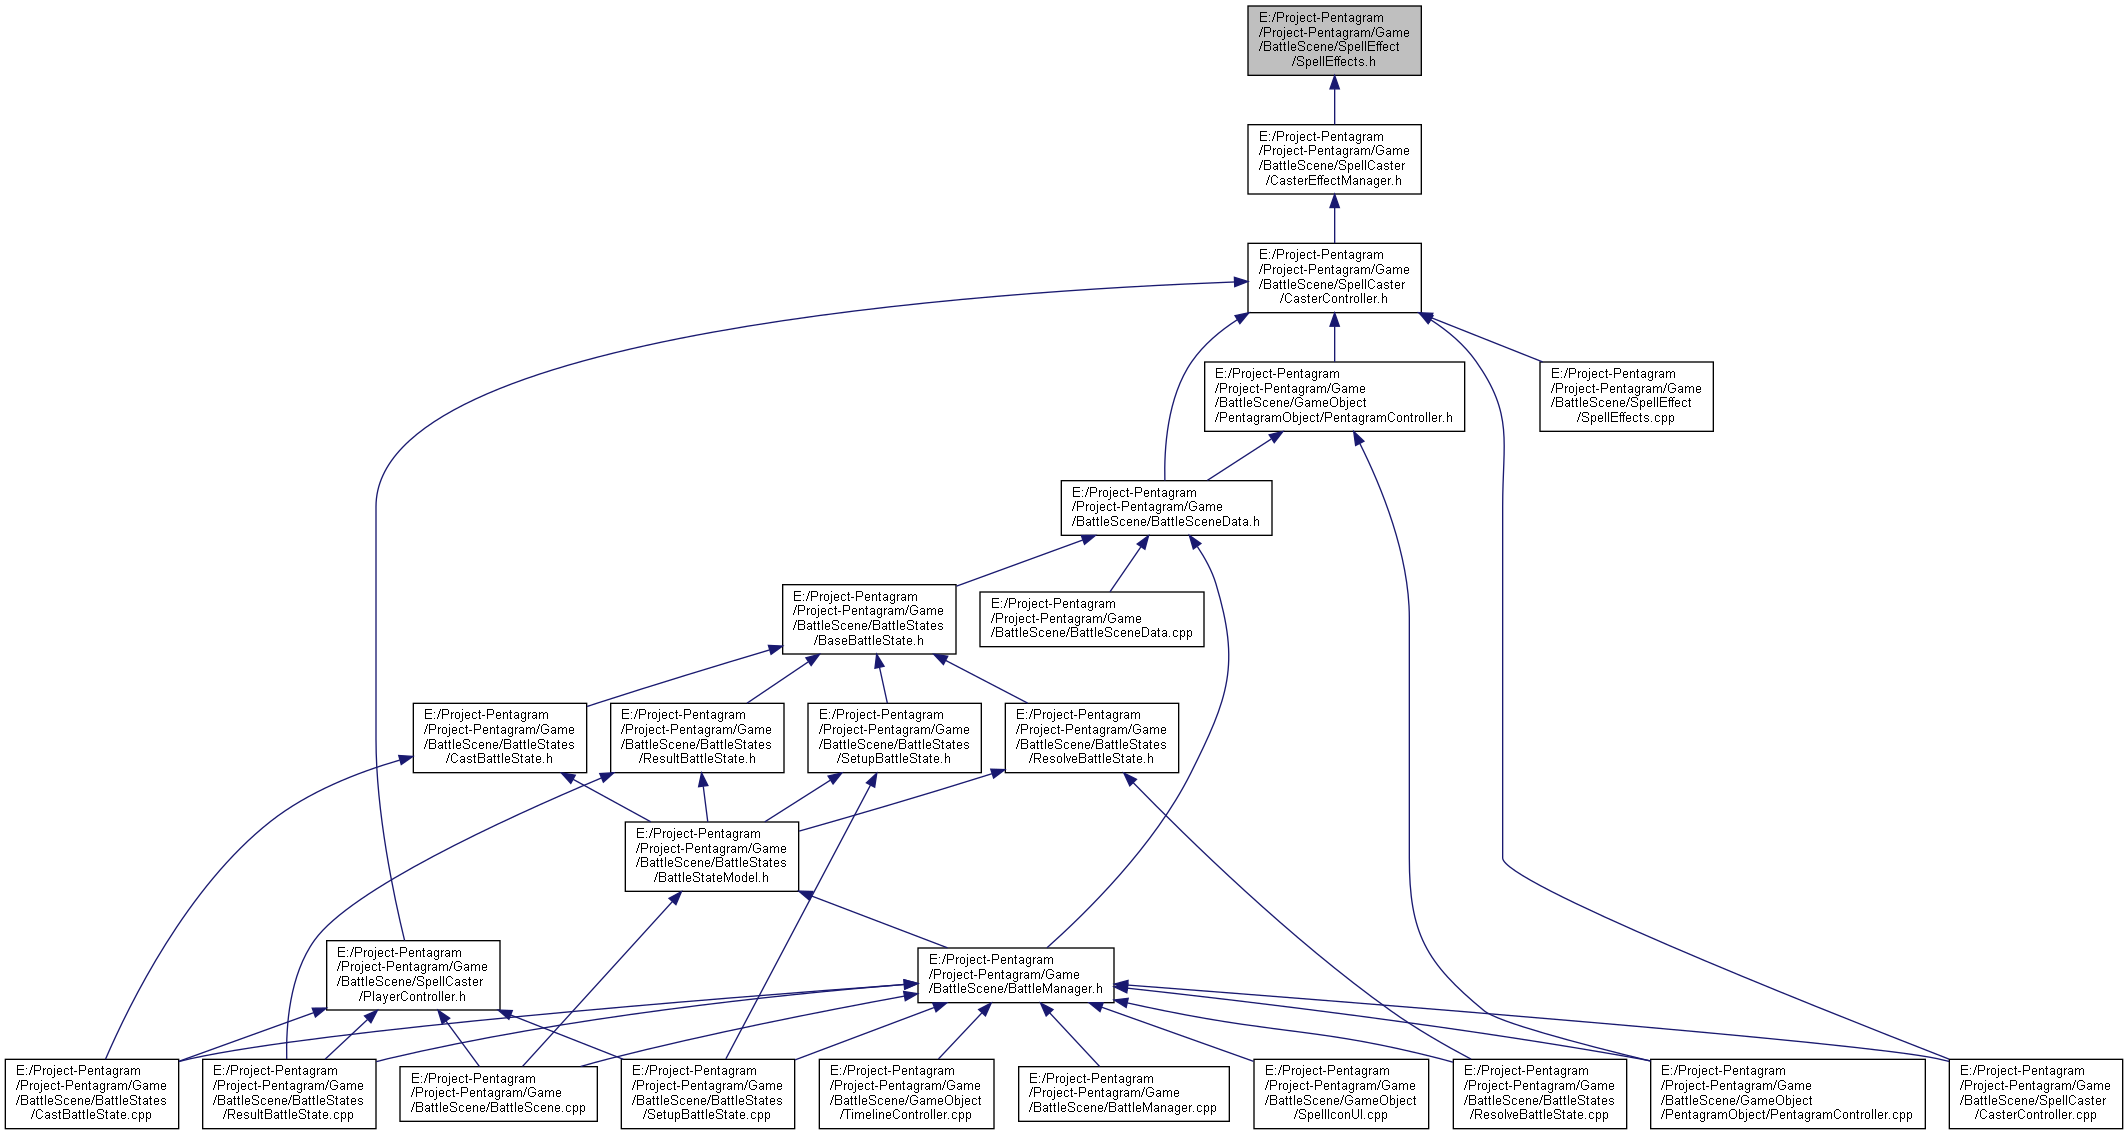 E:/Project-Pentagram
/Project-Pentagram/Game
/BattleScene/SpellEffect
/SpellEffects.h
E:/Project-Pentagram
/Project-Pentagram/Game
/BattleScene/SpellCaster
/CasterEffectManager.h
E:/Project-Pentagram
/Project-Pentagram/Game
/BattleScene/SpellCaster
/CasterController.h
E:/Project-Pentagram
/Project-Pentagram/Game
/BattleScene/GameObject
/PentagramObject/PentagramController.h
E:/Project-Pentagram
/Project-Pentagram/Game
/BattleScene/SpellEffect
/SpellEffects.cpp
E:/Project-Pentagram
/Project-Pentagram/Game
/BattleScene/BattleSceneData.h
E:/Project-Pentagram
/Project-Pentagram/Game
/BattleScene/BattleStates
/BaseBattleState.h
E:/Project-Pentagram
/Project-Pentagram/Game
/BattleScene/BattleSceneData.cpp
E:/Project-Pentagram
/Project-Pentagram/Game
/BattleScene/BattleStates
/CastBattleState.h
E:/Project-Pentagram
/Project-Pentagram/Game
/BattleScene/BattleStates
/ResultBattleState.h
E:/Project-Pentagram
/Project-Pentagram/Game
/BattleScene/BattleStates
/SetupBattleState.h
E:/Project-Pentagram
/Project-Pentagram/Game
/BattleScene/BattleStates
/ResolveBattleState.h
E:/Project-Pentagram
/Project-Pentagram/Game
/BattleScene/BattleStates
/BattleStateModel.h
E:/Project-Pentagram
/Project-Pentagram/Game
/BattleScene/SpellCaster
/PlayerController.h
E:/Project-Pentagram
/Project-Pentagram/Game
/BattleScene/BattleManager.h
E:/Project-Pentagram
/Project-Pentagram/Game
/BattleScene/BattleStates
/CastBattleState.cpp
E:/Project-Pentagram
/Project-Pentagram/Game
/BattleScene/BattleStates
/ResultBattleState.cpp
E:/Project-Pentagram
/Project-Pentagram/Game
/BattleScene/BattleScene.cpp
E:/Project-Pentagram
/Project-Pentagram/Game
/BattleScene/BattleStates
/SetupBattleState.cpp
E:/Project-Pentagram
/Project-Pentagram/Game
/BattleScene/GameObject
/TimelineController.cpp
E:/Project-Pentagram
/Project-Pentagram/Game
/BattleScene/BattleManager.cpp
E:/Project-Pentagram
/Project-Pentagram/Game
/BattleScene/GameObject
/SpellIconUI.cpp
E:/Project-Pentagram
/Project-Pentagram/Game
/BattleScene/BattleStates
/ResolveBattleState.cpp
E:/Project-Pentagram
/Project-Pentagram/Game
/BattleScene/GameObject
/PentagramObject/PentagramController.cpp
E:/Project-Pentagram
/Project-Pentagram/Game
/BattleScene/SpellCaster
/CasterController.cpp